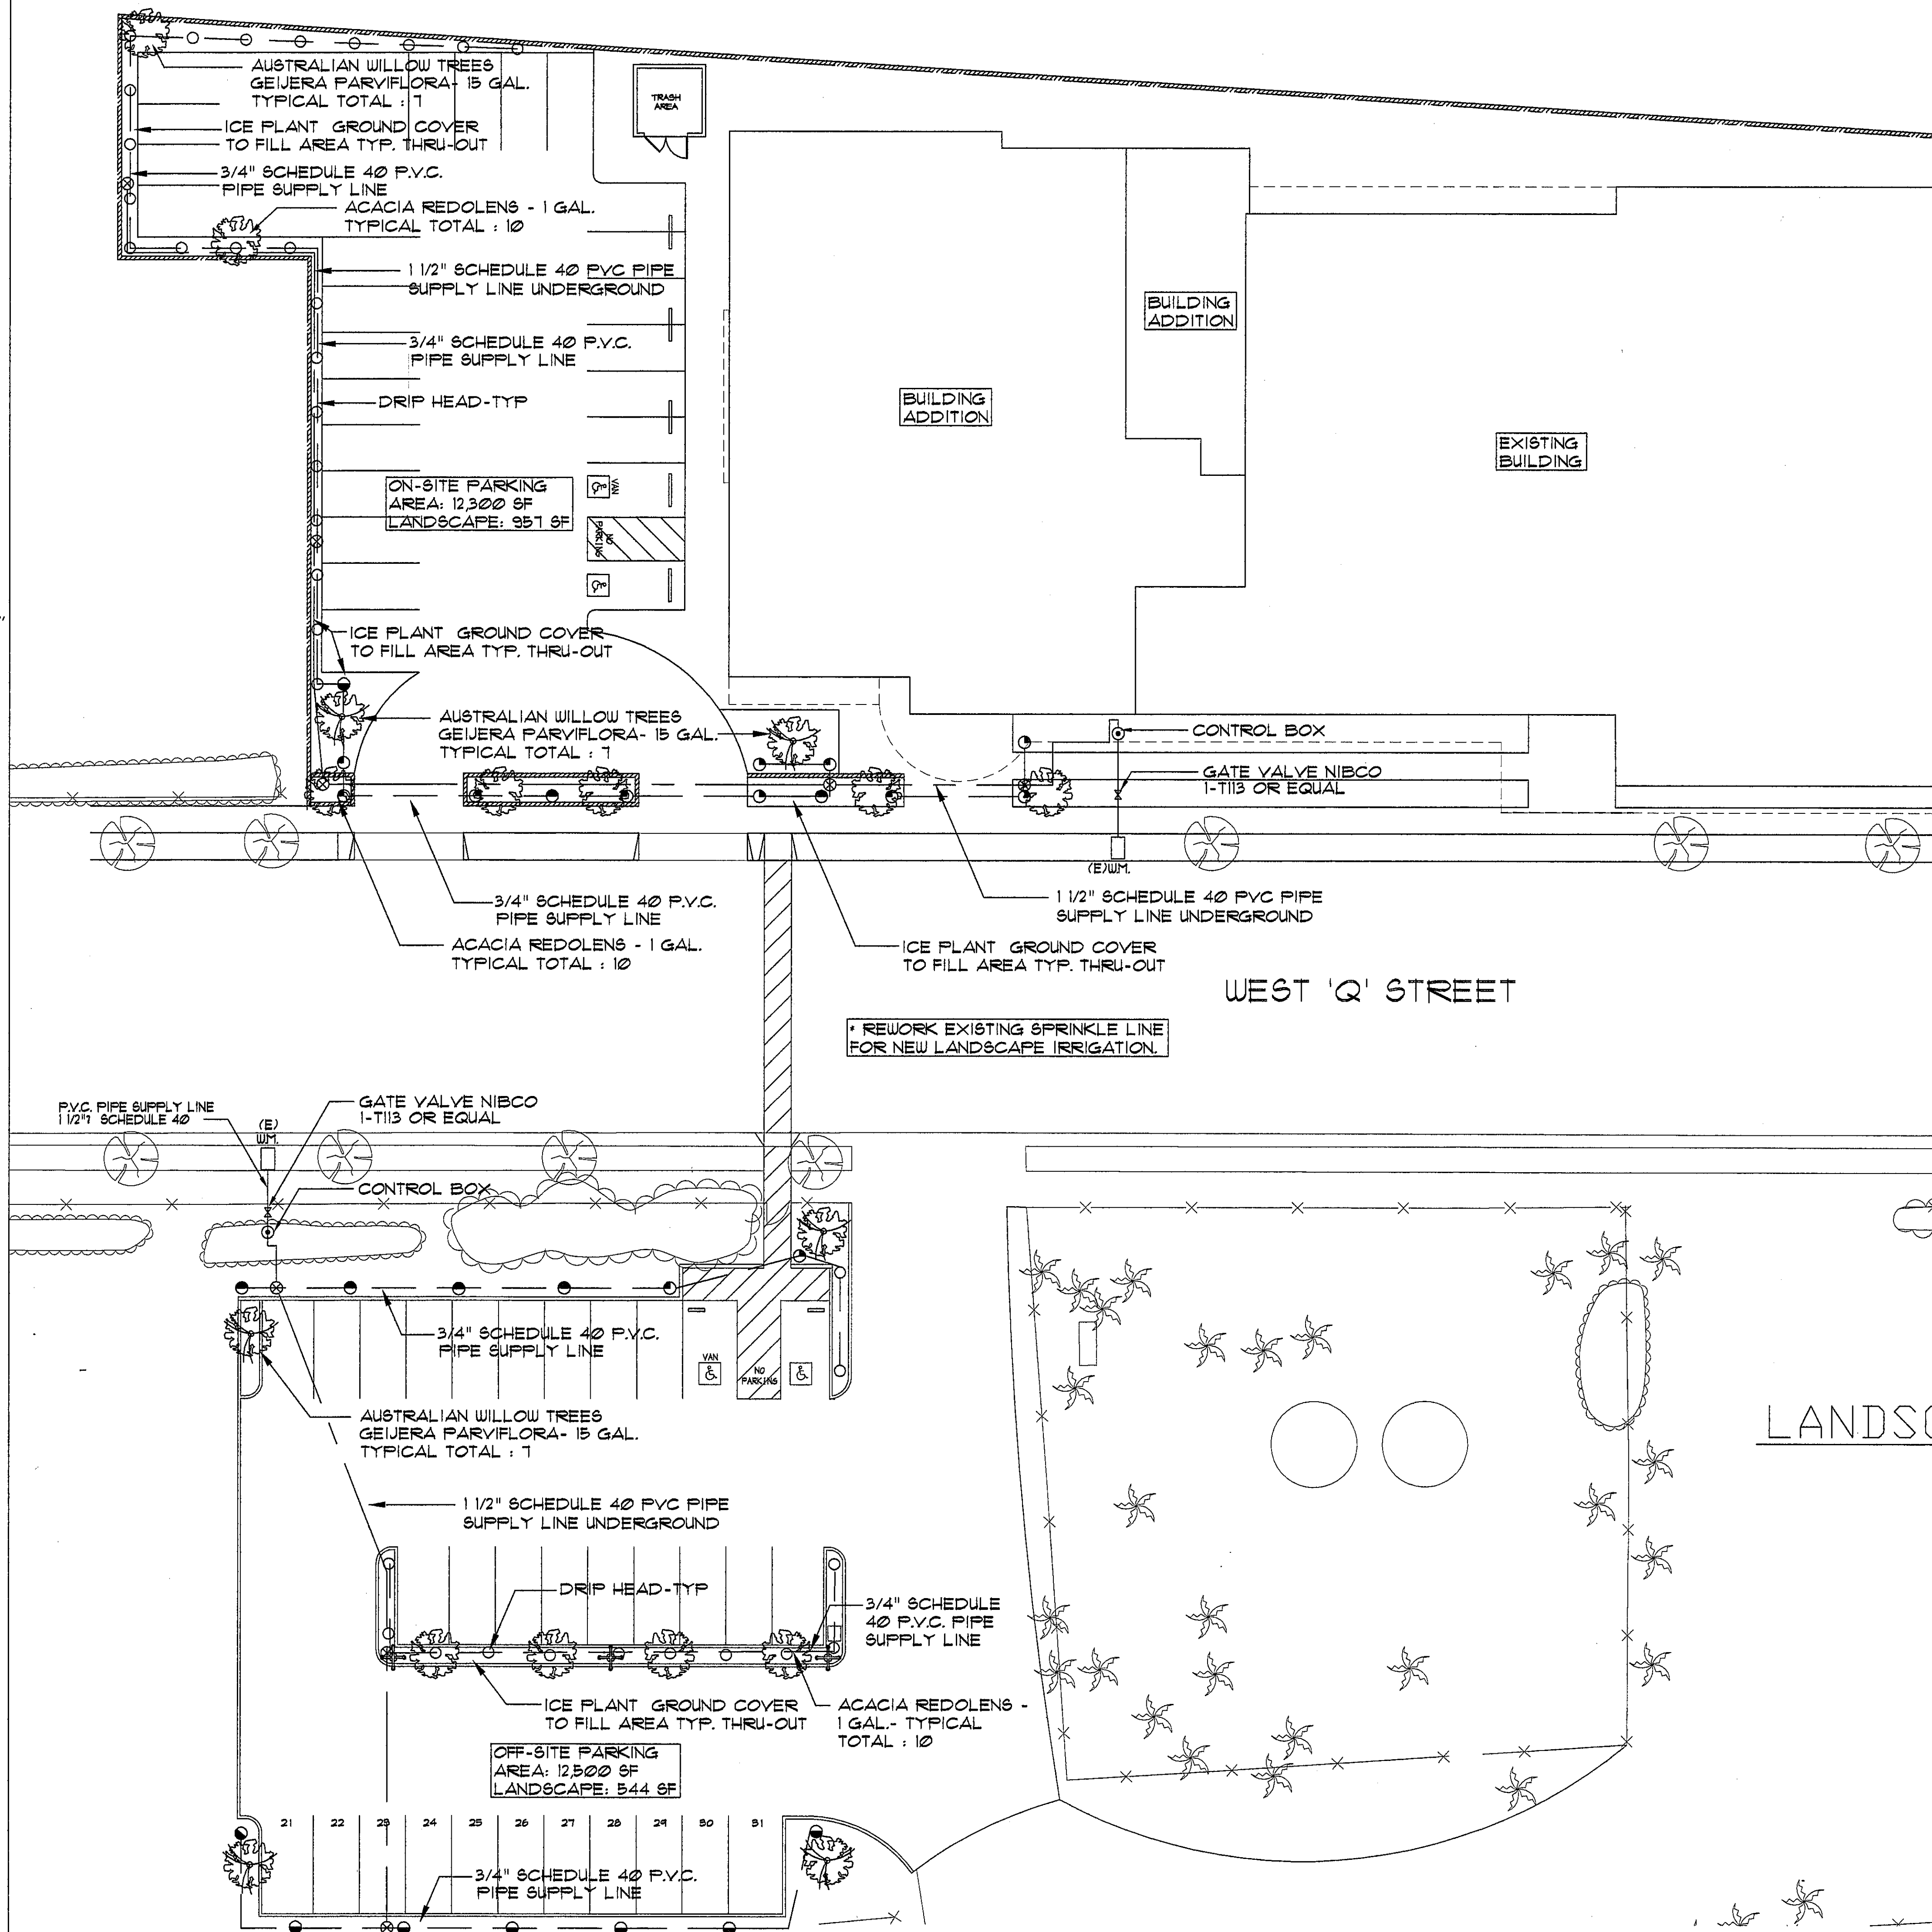 AUSTRALIAN WILLOW TREES
GEIJERA PARVIFLORA- 15 GAL.
TYPICAL TOTAL : 7
TRASH
AREA
ICE PLANT GROUND COVER
TO FILL AREA TYP. THRU-OUT
3/4" SCHEDULE 40 P.V.C.
PIPE SUPPLY LINE
ACACIA REDOLENS - 1 GAL.
TYPICAL TOTAL : 10
1 1/2" SCHEDULE 40 PVC PIPE
SUPPLY LINE UNDERGROUND
BUILDING
ADDITION
3/4" SCHEDULE 40 P.V.C.
PIPE SUPPLY LINE
DRIP HEAD-TYP
BUILDING
ADDITION
EXISTING
BUILDING
ON-SITE PARKING
AREA: 12,300 SF
LANDSCAPE: 957 SF
VAN
NO
PARKING
ICE PLANT GROUND COVER
TO FILL AREA TYP. THRU-OUT
AUSTRALIAN WILLOW TREES
GEIJERA PARVIFLORA- 15 GAL.
TYPICAL TOTAL : 7
CONTROL BOX
GATE VALVE NIBCO
1-T113 OR EQUAL
(E)W.M.
3/4" SCHEDULE 40 P.V.C.
PIPE SUPPLY LINE
1 1/2" SCHEDULE 40 PVC PIPE
SUPPLY LINE UNDERGROUND
ACACIA REDOLENS - 1 GAL.
TYPICAL TOTAL : 10
ICE PLANT GROUND COVER
TO FILL AREA TYP. THRU-OUT
WEST 'Q' STREET
* REWORK EXISTING SPRINKLE LINE
FOR NEW LANDSCAPE IRRIGATION.
P.V.C. PIPE SUPPLY LINE
1 1/2"? SCHEDULE 40
(E)
W.M.
GATE VALVE NIBCO
1-T113 OR EQUAL
CONTROL BOX
3/4" SCHEDULE 40 P.V.C.
PIPE SUPPLY LINE
VAN
NO
PARKING
AUSTRALIAN WILLOW TREES
GEIJERA PARVIFLORA- 15 GAL.
TYPICAL TOTAL : 7
LANDSC
1 1/2" SCHEDULE 40 PVC PIPE
SUPPLY LINE UNDERGROUND
DRIP HEAD-TYP
3/4" SCHEDULE
40 P.V.C. PIPE
SUPPLY LINE
ICE PLANT GROUND COVER
TO FILL AREA TYP. THRU-OUT
ACACIA REDOLENS -
1 GAL.- TYPICAL
TOTAL : 10
OFF-SITE PARKING
AREA: 12,500 SF
LANDSCAPE: 544 SF
21 22 23 24 25 26 27 28 29 30 31
3/4" SCHEDULE 40 P.V.C.
PIPE SUPPLY LINE